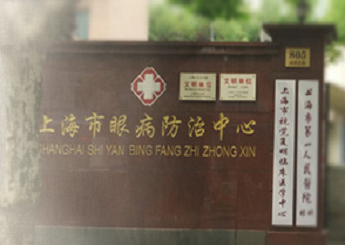 805
文明单位
文明单位
上海市眼病防治中心
SHANGHAI SHI YAN BING FANG ZHI ZHONG XIN
上海市视觉复明临床医学中心
上海市第一人民医院